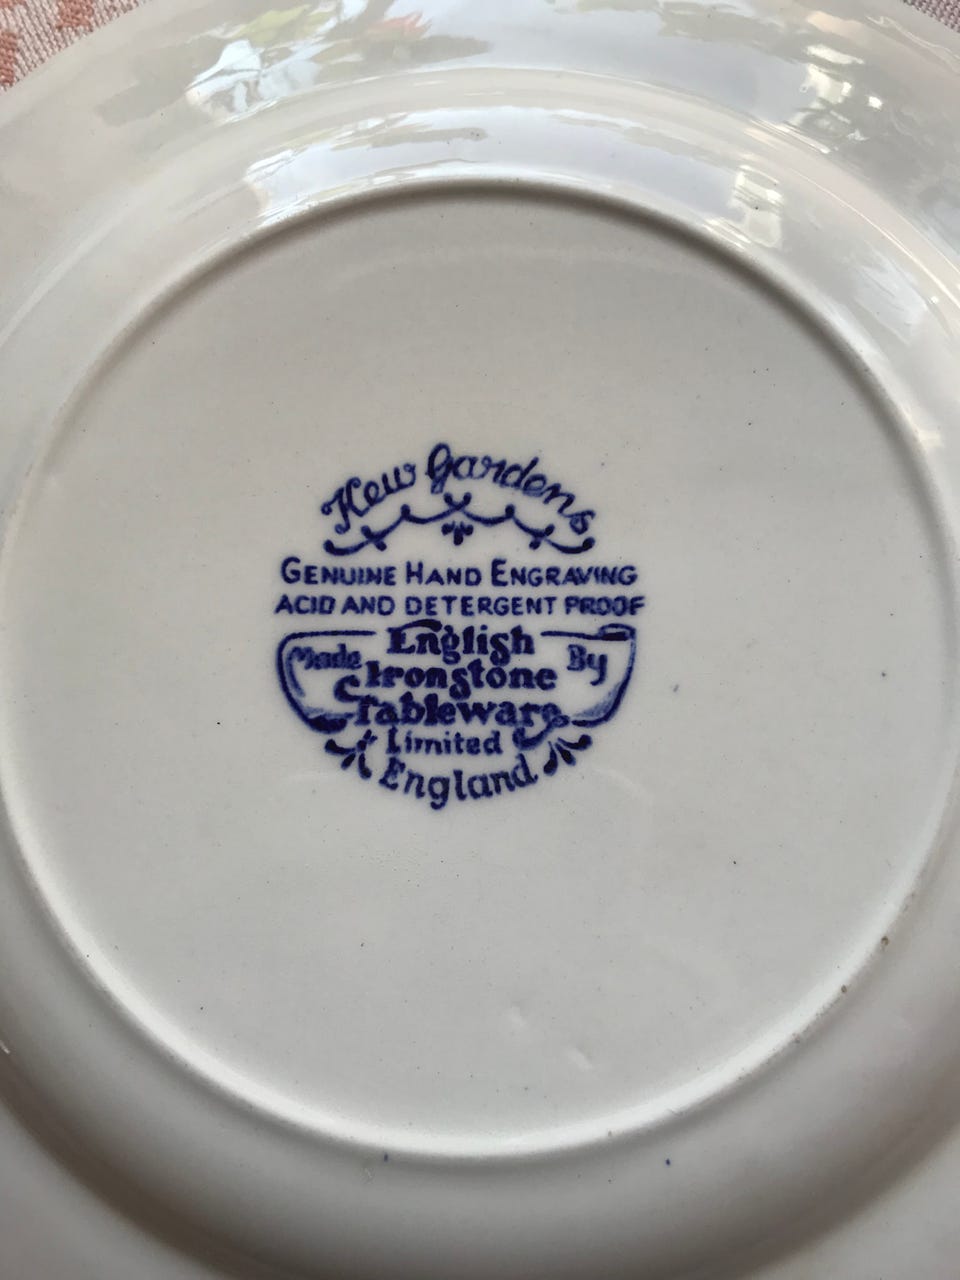 Kew Gardens
GENUINE HAND ENGRAVING
ACID AND DETERGENT PROOF
Made English By
Ironstone
Tableware
Limited
England